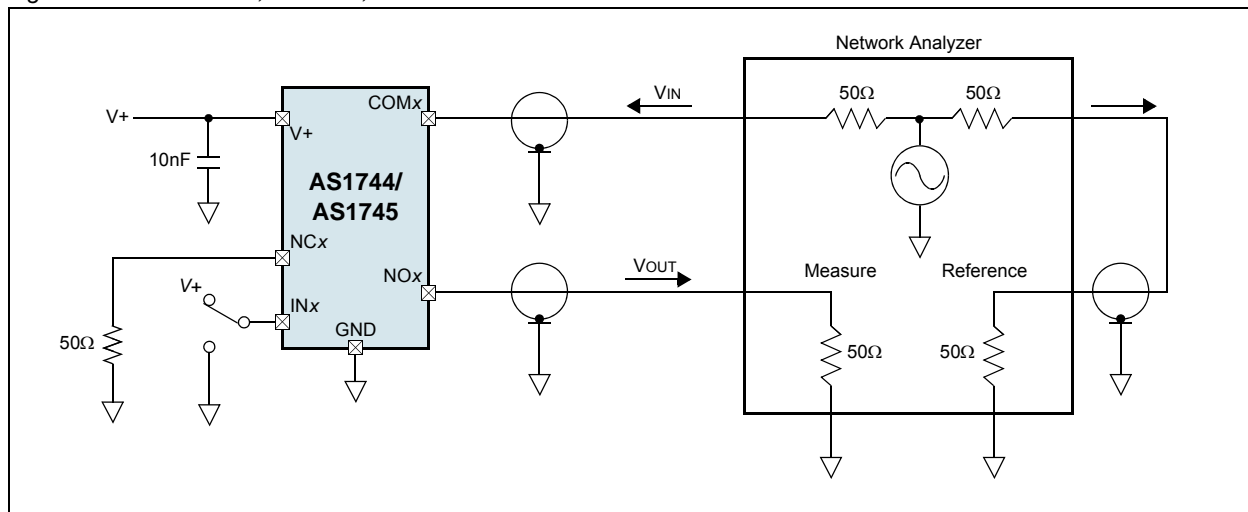 Network Analyzer
50Ω
50Ω
VIN
COMx
V+
V+
10nF
AS1744/
AS1745
NCx
NOx
VOUT
Measure
Reference
V+
INx
GND
50Ω
50Ω
50Ω